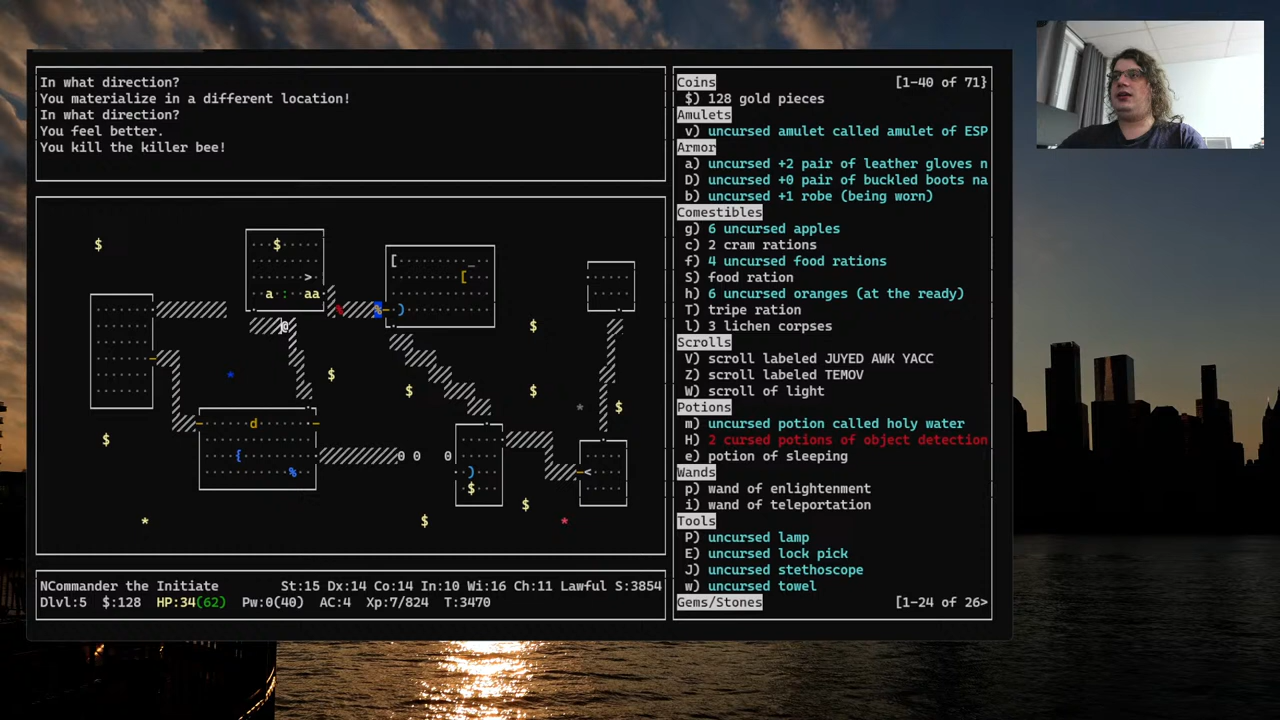 In what direction?
You materialize in a different location!
In what direction?
You feel better.
You kill the killer bee!
Coins [1-40 of 71}
$) 128 gold pieces
Amulets
v) uncursed amulet called amulet of ESP
Armor
a) uncursed +2 pair of leather gloves n
D) uncursed +0 pair of buckled boots na
b) uncursed +1 robe (being worn)
Comestibles
g) 6 uncursed apples
c) 2 cram rations
f) 4 uncursed food rations
S) food ration
h) 6 uncursed oranges (at the ready)
T) tripe ration
l) 3 lichen corpses
Scrolls
V) scroll labeled JUYED AWK YACC
Z) scroll labeled TEMOV
W) scroll of light
Potions
m) uncursed potion called holy water
H) 2 cursed potions of object detection
e) potion of sleeping
Wands
p) wand of enlightenment
i) wand of teleportation
Tools
P) uncursed lamp
E) uncursed lock pick
J) uncursed stethoscope
w) uncursed towel
Gems/Stones [1-24 of 26>
NCommander the Initiate St:15 Dx:14 Co:14 In:10 Wi:16 Ch:11 Lawful S:3854
Dlvl:5 $:128 HP:34(62) Pw:0(40) AC:4 Xp:7/824 T:3470